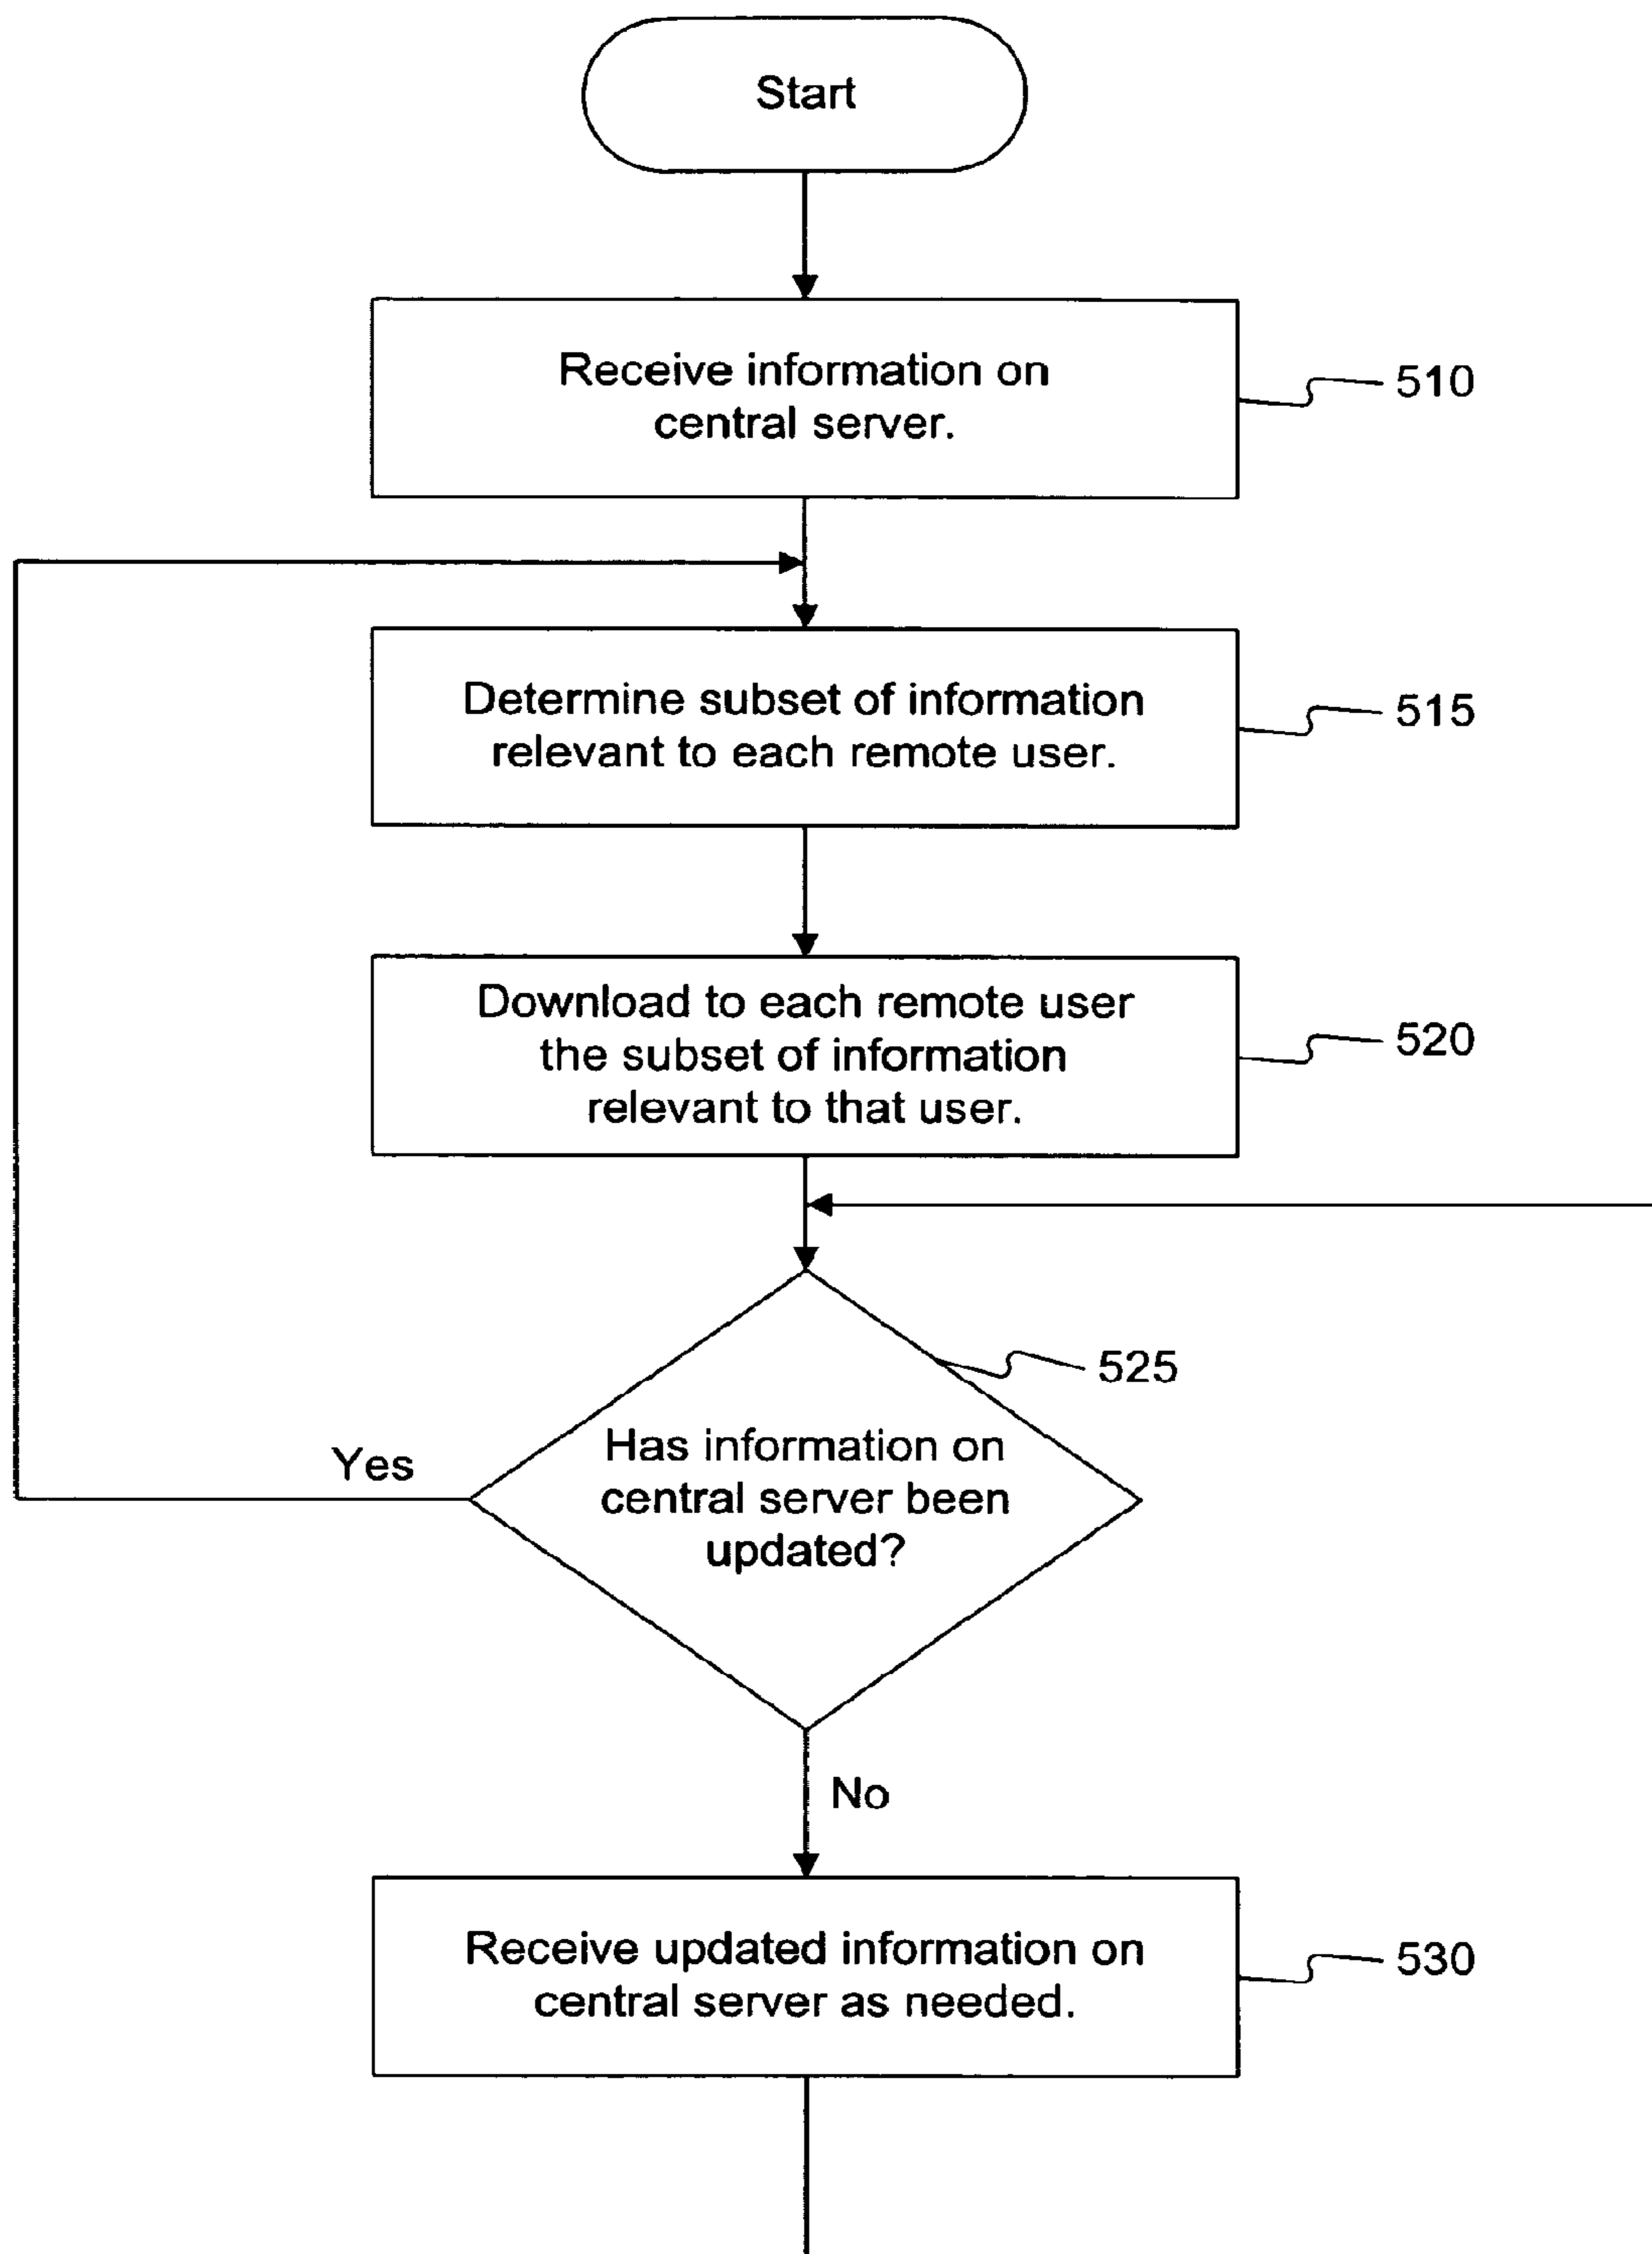 Start
Receive information on
central server.
510
Determine subset of information
relevant to each remote user.
515
Download to each remote user
the subset of information
relevant to that user.
520
525
Has information on
central server been
updated?
Yes
No
Receive updated information on
central server as needed.
530